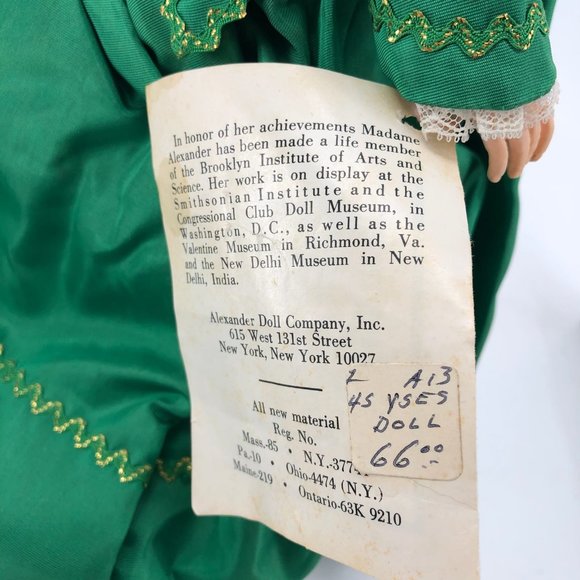 In honor of her achievements Madame
Alexander has been made a life member
of the Brooklyn Institute of Arts and
Science. Her work is on display at the
Smithsonian Institute and the
Congressional Club Doll Museum, in
Washington, D.C., as well as the
Valentine Museum in Richmond, Va.
and the New Delhi Museum in New
Delhi, India.
Alexander Doll Company, Inc.
615 West 131st Street
New York, New York 10027
All new material
Reg. No.
Mass.-85 • N.Y.-3774
Pa.-10 • Ohio-4474 (N.Y.)
Maine-219 • Ontario-63K 9210
A13
45 YSES
DOLL
66.00